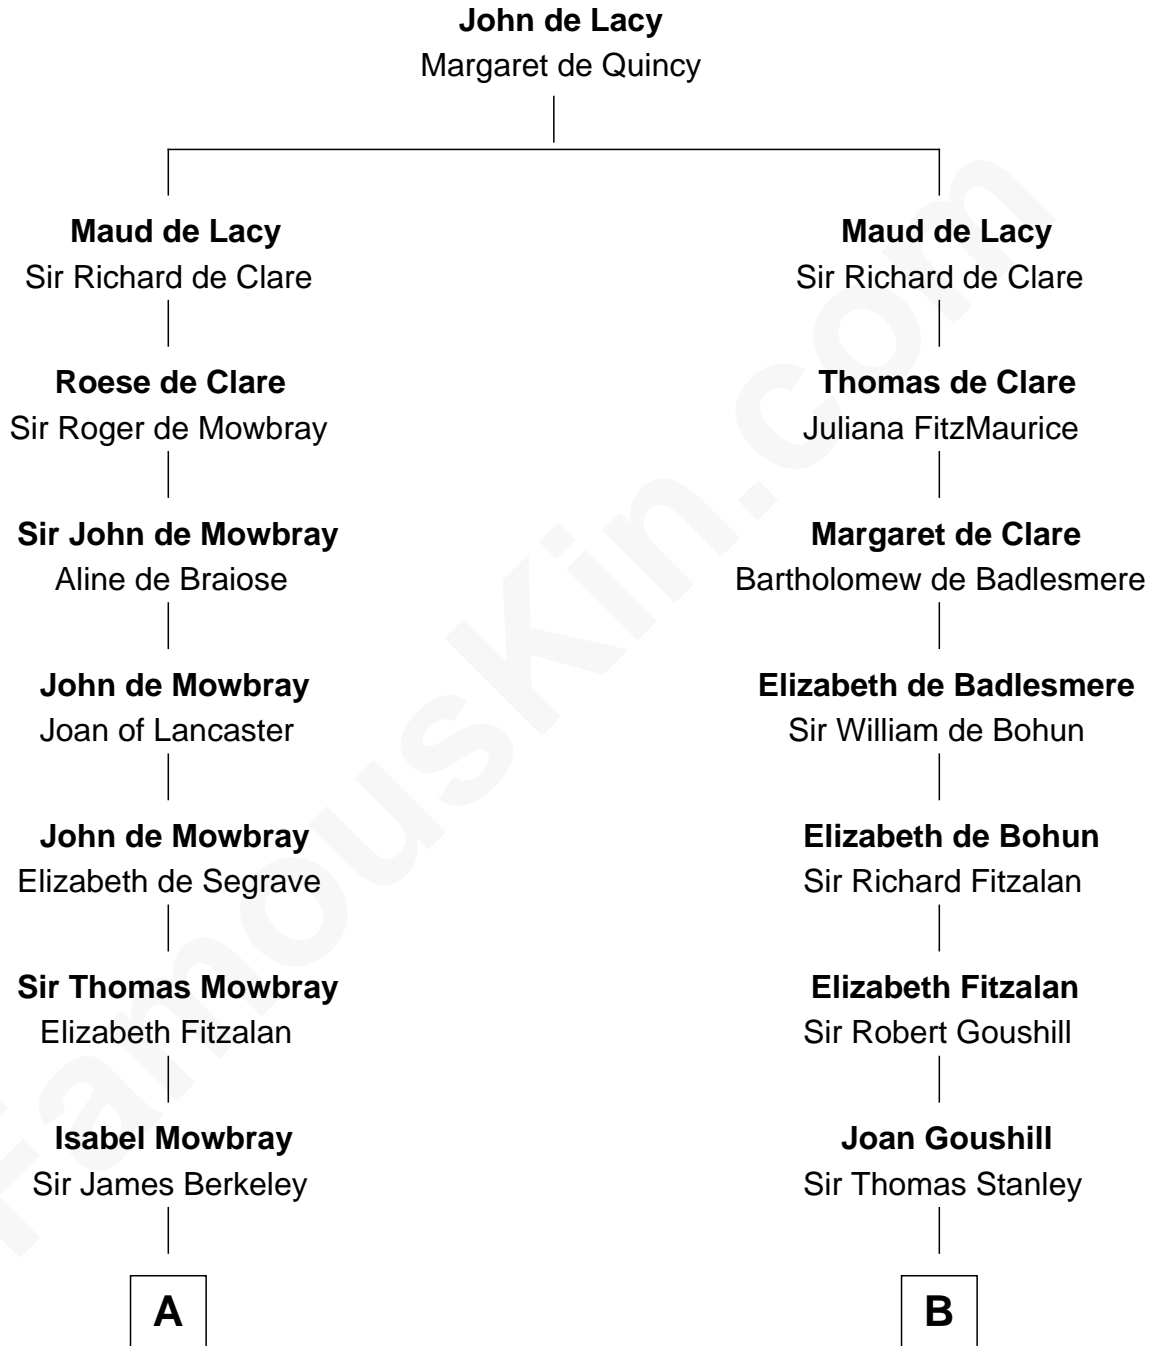 John de Lacy
Margaret de Quincy
Maud de Lacy
Sir Richard de Clare
Roese de Clare
Sir Roger de Mowbray
Sir John de Mowbray
Aline de Braiose
John de Mowbray
Joan of Lancaster
John de Mowbray
Elizabeth de Segrave
Sir Thomas Mowbray
Elizabeth Fitzalan
Isabel Mowbray
Sir James Berkeley
A
Maud de Lacy
Sir Richard de Clare
Thomas de Clare
Juliana FitzMaurice
Margaret de Clare
Bartholomew de Badlesmere
Elizabeth de Badlesmere
Sir William de Bohun
Elizabeth de Bohun
Sir Richard Fitzalan
Elizabeth Fitzalan
Sir Robert Goushill
Joan Goushill
Sir Thomas Stanley
B
FamousKin.com